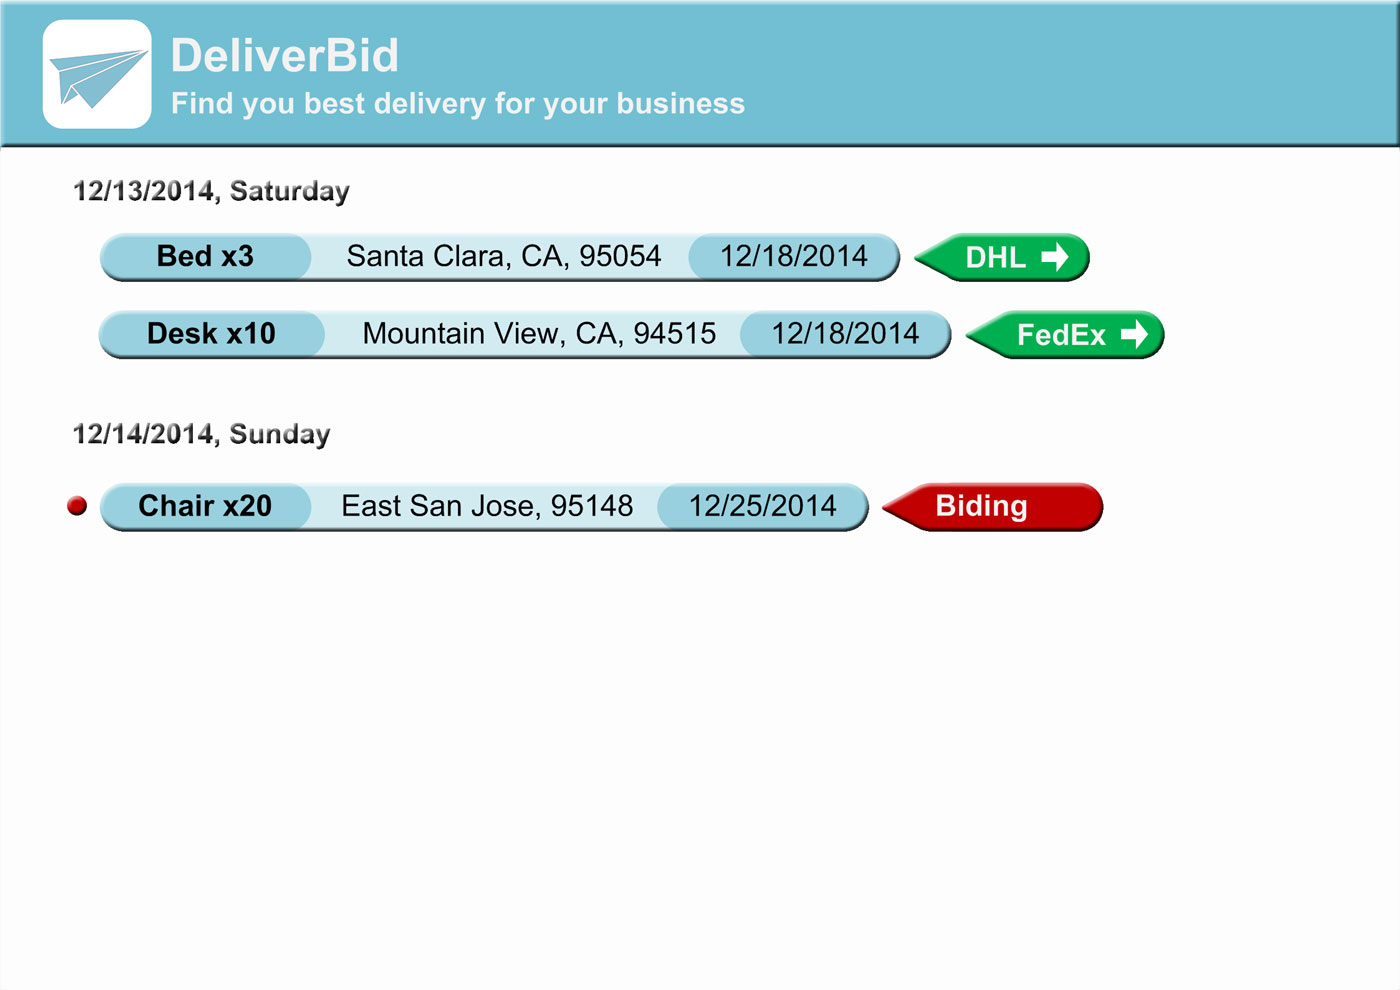 DeliverBid
Find you best delivery for your business
12/13/2014, Saturday
Bed x3 Santa Clara, CA, 95054 12/18/2014 DHL
Desk x10 Mountain View, CA, 94515 12/18/2014 FedEx
12/14/2014, Sunday
Chair x20 East San Jose, 95148 12/25/2014 Biding